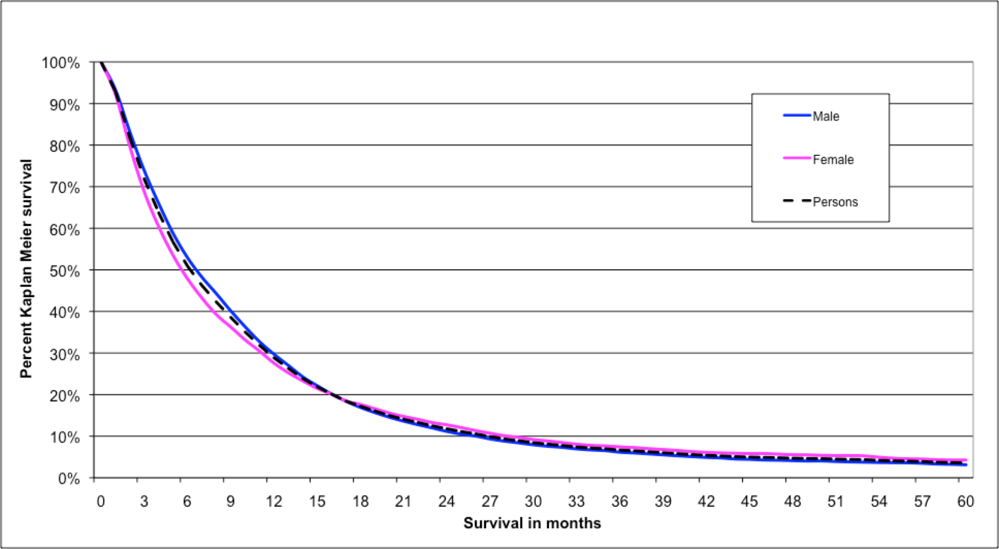 100%
90%
80%
70%
60%
50%
40%
30%
20%
10%
0%
Percent Kaplan Meier survival
Male
Female
Persons
0 3 6 9 12 15 18 21 24 27 30 33 36 39 42 45 48 51 54 57 60
Survival in months